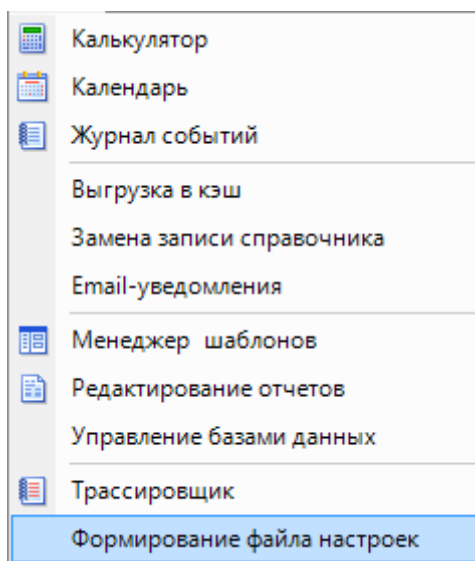 Калькулятор
Календарь
Журнал событий
Выгрузка в кэш
Замена записи справочника
Email-уведомления
Менеджер  шаблонов
Редактирование отчетов
Управление базами данных
Трассировщик
Формирование файла настроек